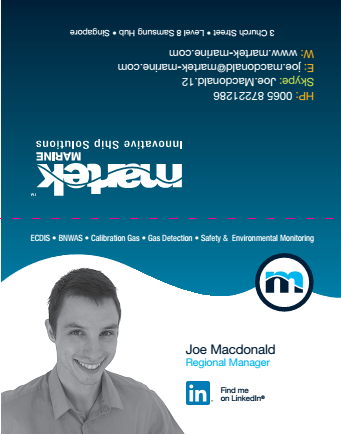 martek
MARINE
™
Innovative Ship Solutions
HP: 0065 87221286
Skype: Joe.Macdonald.12
E: joe.macdonald@martek-marine.com
W: www.martek-marine.com
3 Church Street • Level 8 Samsung Hub • Singapore
ECDIS • BNWAS • Calibration Gas • Gas Detection • Safety & Environmental Monitoring
m
Joe Macdonald
Regional Manager
in
Find me
on LinkedIn®